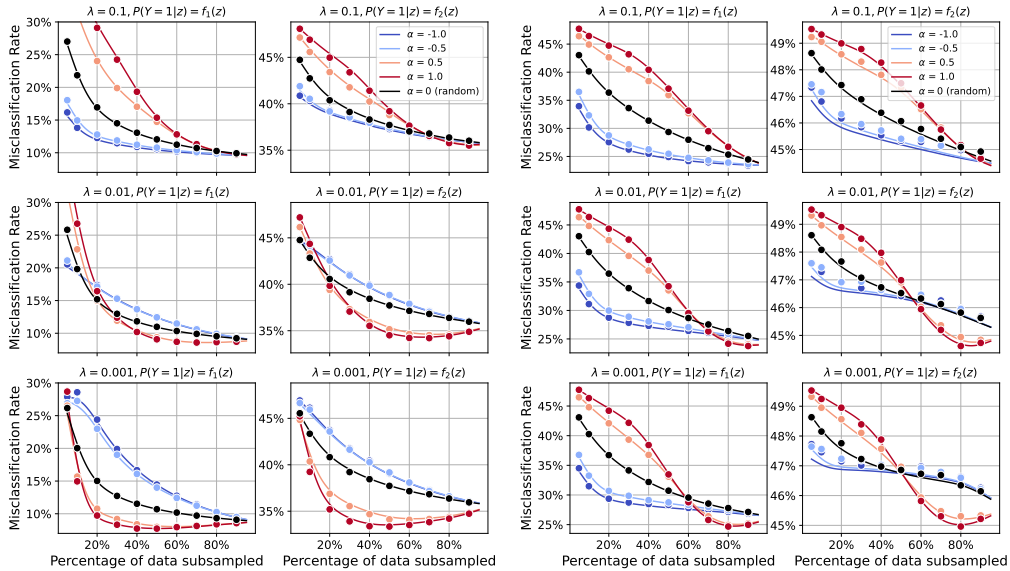 λ = 0.1, P(Y = 1|z) = f₁(z)
λ = 0.1, P(Y = 1|z) = f₂(z)
λ = 0.1, P(Y = 1|z) = f₁(z)
λ = 0.1, P(Y = 1|z) = f₂(z)
Misclassification Rate
30%
25%
20%
15%
10%
45%
40%
35%
α = -1.0
α = -0.5
α = 0.5
α = 1.0
α = 0 (random)
Misclassification Rate
45%
40%
35%
30%
25%
49%
48%
47%
46%
45%
α = -1.0
α = -0.5
α = 0.5
α = 1.0
α = 0 (random)
λ = 0.01, P(Y = 1|z) = f₁(z)
λ = 0.01, P(Y = 1|z) = f₂(z)
λ = 0.01, P(Y = 1|z) = f₁(z)
λ = 0.01, P(Y = 1|z) = f₂(z)
Misclassification Rate
30%
25%
20%
15%
10%
45%
40%
35%
Misclassification Rate
45%
40%
35%
30%
25%
49%
48%
47%
46%
45%
λ = 0.001, P(Y = 1|z) = f₁(z)
λ = 0.001, P(Y = 1|z) = f₂(z)
λ = 0.001, P(Y = 1|z) = f₁(z)
λ = 0.001, P(Y = 1|z) = f₂(z)
Misclassification Rate
30%
25%
20%
15%
10%
45%
40%
35%
Misclassification Rate
45%
40%
35%
30%
25%
49%
48%
47%
46%
45%
20% 40% 60% 80%
20% 40% 60% 80%
20% 40% 60% 80%
20% 40% 60% 80%
Percentage of data subsampled
Percentage of data subsampled
Percentage of data subsampled
Percentage of data subsampled